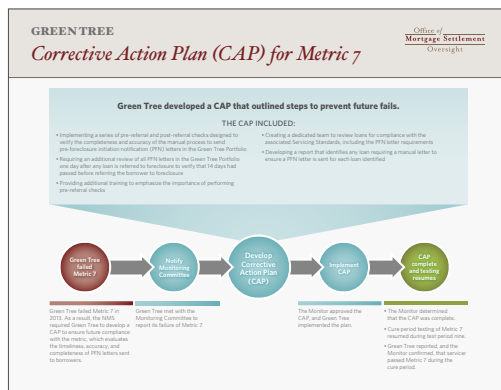 GREEN TREE
Corrective Action Plan (CAP) for Metric 7
Office of
Mortgage Settlement
Oversight
Green Tree developed a CAP that outlined steps to prevent future fails.
THE CAP INCLUDED:
• Implementing a series of pre-referral and post-referral checks designed to
verify the completeness and accuracy of the manual process to send
pre-foreclosure initiation notification (PFN) letters in the Green Tree Portfolio
• Requiring an additional review of all PFN letters in the Green Tree Portfolio
one day after any loan is referred to foreclosure to verify that 14 days had
passed before referring the borrower to foreclosure
• Providing additional training to emphasize the importance of performing
pre-referral checks
• Creating a dedicated team to review loans for compliance with the
associated Servicing Standards, including the PFN letter requirements
• Developing a report that identifies any loan requiring a manual letter to
ensure a PFN letter is sent for each loan identified
Green Tree
failed
Metric 7
Notify
Monitoring
Committee
Develop
Corrective
Action Plan
(CAP)
Implement
CAP
CAP
complete
and testing
resumes
Green Tree failed Metric 7 in
2013. As a result, the NMS
required Green Tree to develop a
CAP to ensure future compliance
with the metric, which evaluates
the timeliness, accuracy, and
completeness of PFN letters sent
to borrowers.
Green Tree met with the
Monitoring Committee to
report its failure of Metric 7.
The Monitor approved the
CAP, and Green Tree
implemented the plan.
• The Monitor determined
that the CAP was complete.
• Cure period testing of Metric 7
resumed during test period nine.
• Green Tree reported, and the
Monitor confirmed, that servicer
passed Metric 7 during the
cure period.